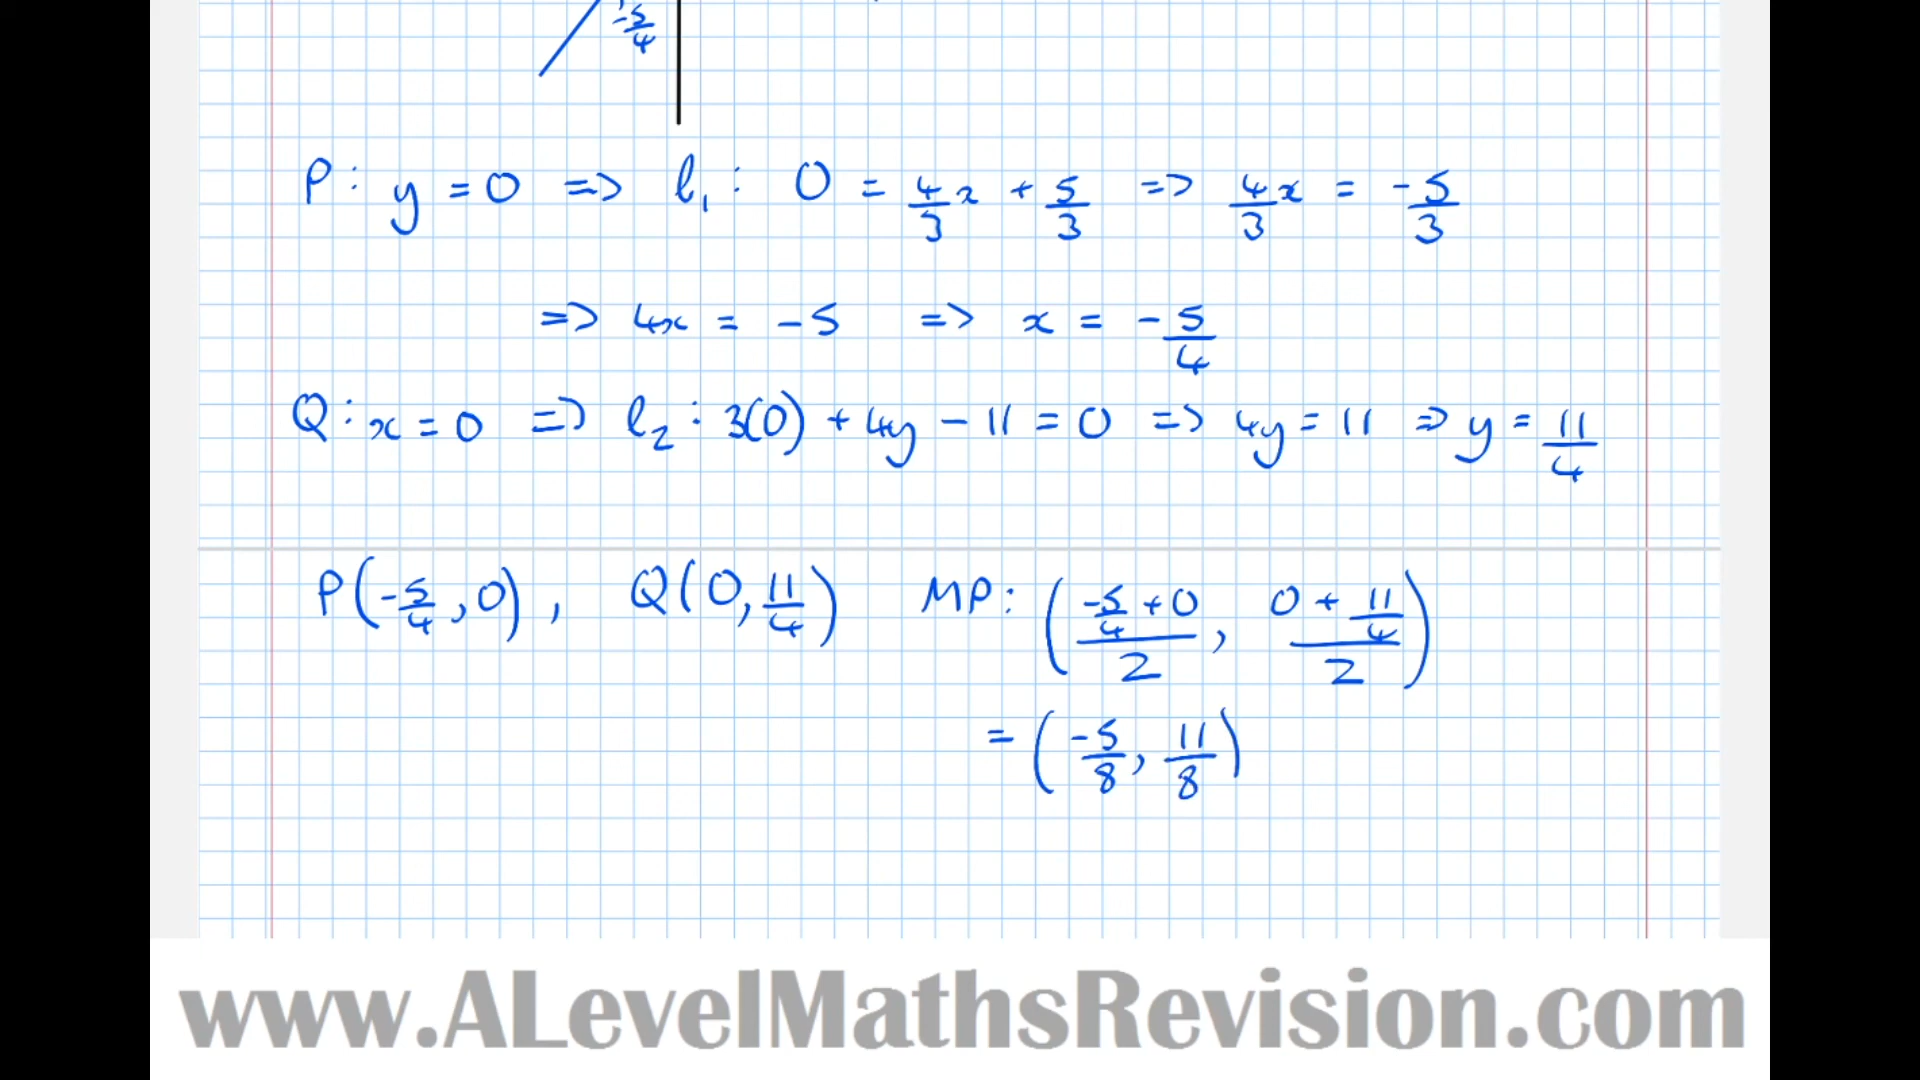 -5/4
P: y = 0 => l₁: 0 = 4/3 x + 5/3 => 4/3 x = -5/3
=> 4x = -5 => x = -5/4
Q: x = 0 => l₂: 3(0) + 4y - 11 = 0 => 4y = 11 => y = 11/4
P(-5/4, 0), Q(0, 11/4) MP: ((-5/4 + 0)/2, (0 + 11/4)/2)
= (-5/8, 11/8)
www.ALevelMathsRevision.com